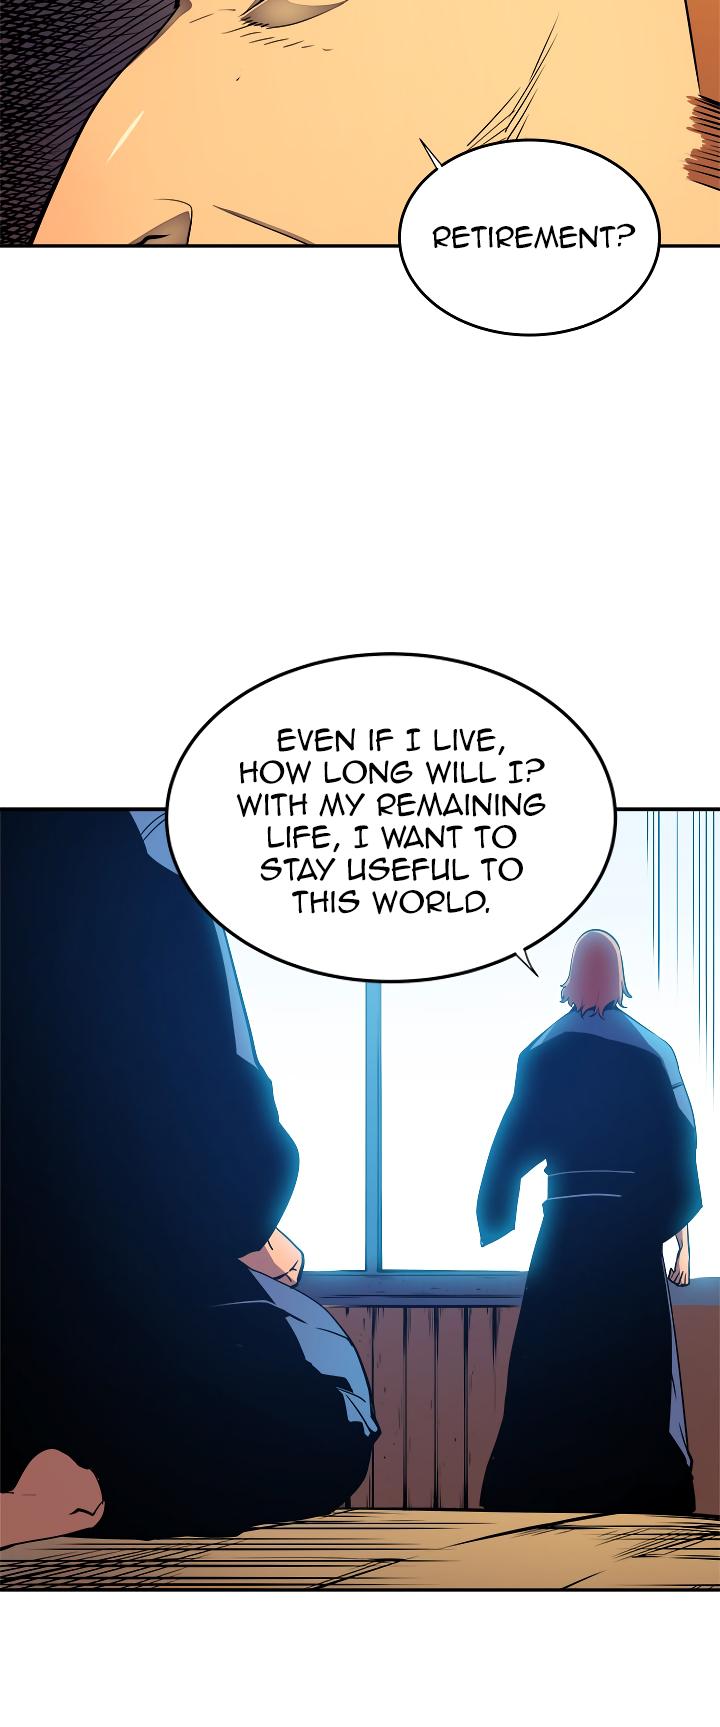 RETIREMENT?
EVEN IF I LIVE,
HOW LONG WILL I?
WITH MY REMAINING
LIFE, I WANT TO
STAY USEFUL TO
THIS WORLD.